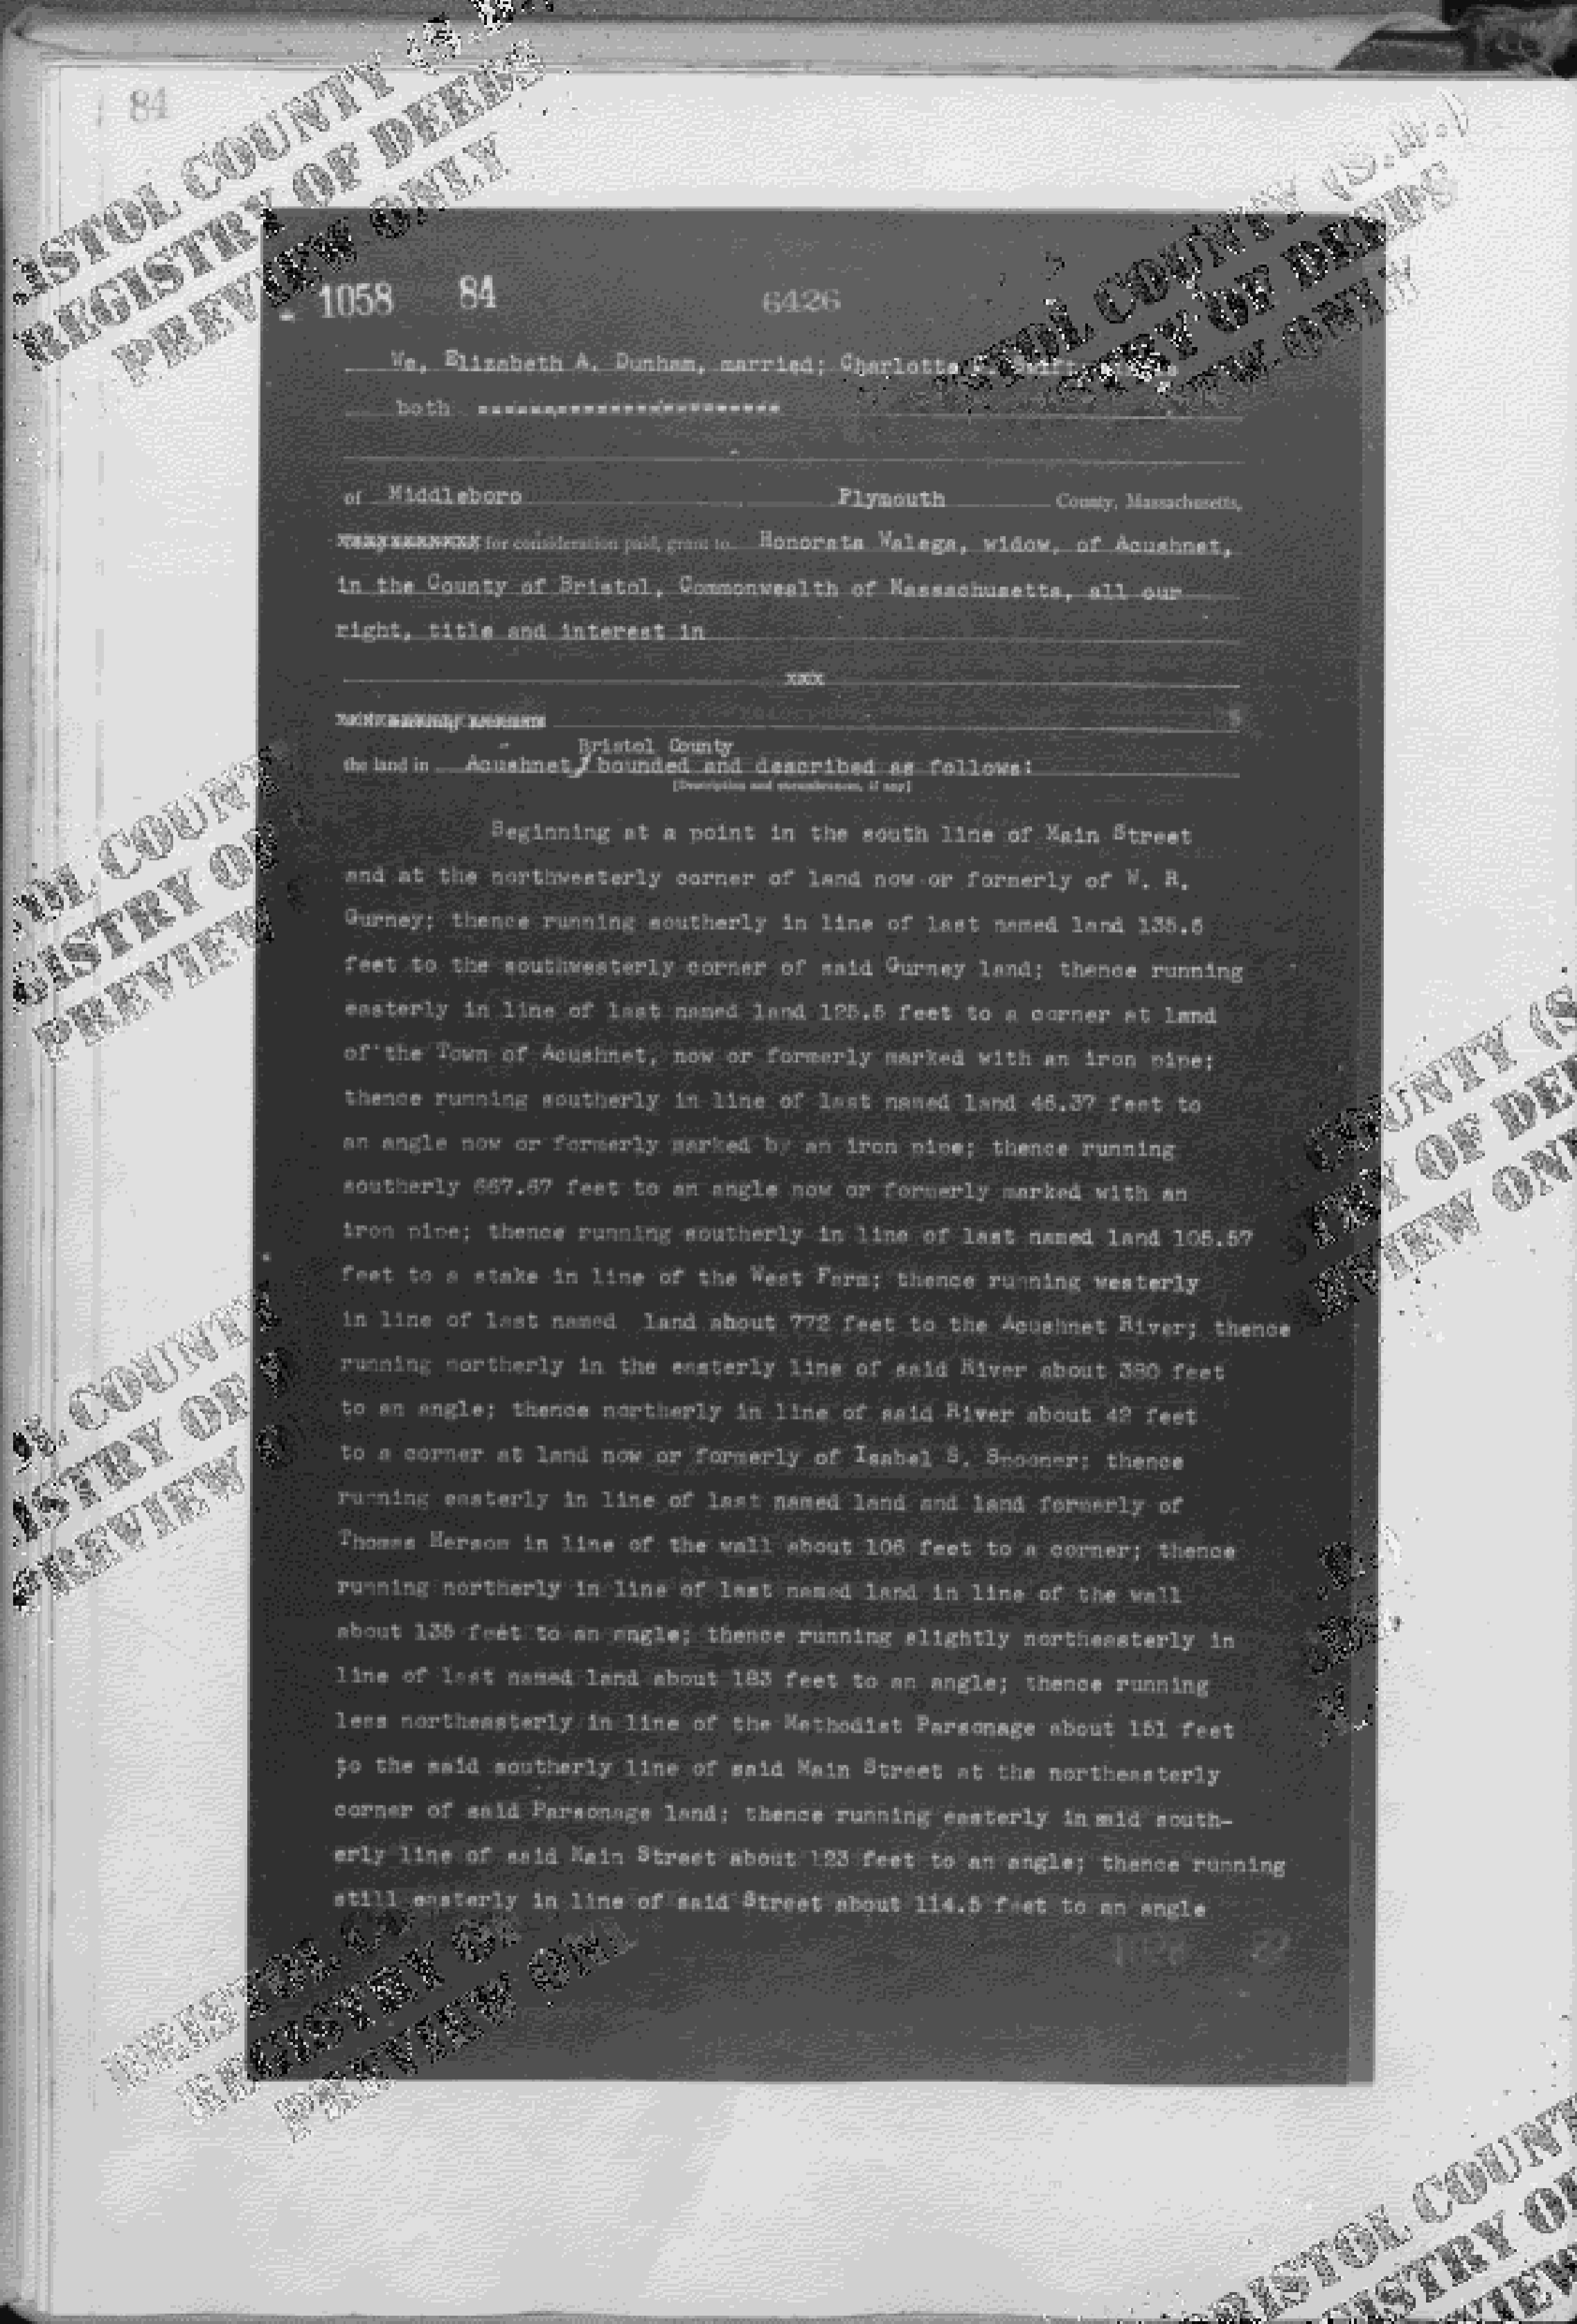 84
BRISTOL COUNTY (S.D.)
REGISTRY OF DEEDS
PREVIEW ONLY
1058 84 6426
We, Elizabeth A. Dunham, married; Charlotte Swift
both
of Middleboro Plymouth County, Massachusetts,
for consideration paid, grant to Honorata Walega, widow, of Acushnet,
in the County of Bristol, Commonwealth of Massachusetts, all our
right, title and interest in
xxx
Bristol County
the land in Acushnet/ bounded and described as follows:
[Description and encumbrances, if any]
Beginning at a point in the south line of Main Street
and at the northwesterly corner of land now or formerly of W. R.
Gurney; thence running southerly in line of last named land 135.5
feet to the southwesterly corner of said Gurney land; thence running
easterly in line of last named land 125.5 feet to a corner at land
of the Town of Acushnet, now or formerly marked with an iron pipe;
thence running southerly in line of last named land 46.37 feet to
an angle now or formerly marked by an iron pipe; thence running
southerly 667.67 feet to an angle now or formerly marked with an
iron pipe; thence running southerly in line of last named land 105.57
feet to a stake in line of the West Farm; thence running westerly
in line of last named land about 772 feet to the Acushnet River; thence
running northerly in the easterly line of said River about 380 feet
to an angle; thence northerly in line of said River about 42 feet
to a corner at land now or formerly of Isabel S. Spooner; thence
running easterly in line of last named land and land formerly of
Thomas Hersom in line of the wall about 106 feet to a corner; thence
running northerly in line of last named land in line of the wall
about 135 feet to an angle; thence running slightly northeasterly in
line of last named land about 183 feet to an angle; thence running
less northeasterly in line of the Methodist Parsonage about 151 feet
to the said southerly line of said Main Street at the northeasterly
corner of said Parsonage land; thence running easterly in said south-
erly line of said Main Street about 123 feet to an angle; thence running
still easterly in line of said Street about 114.5 feet to an angle